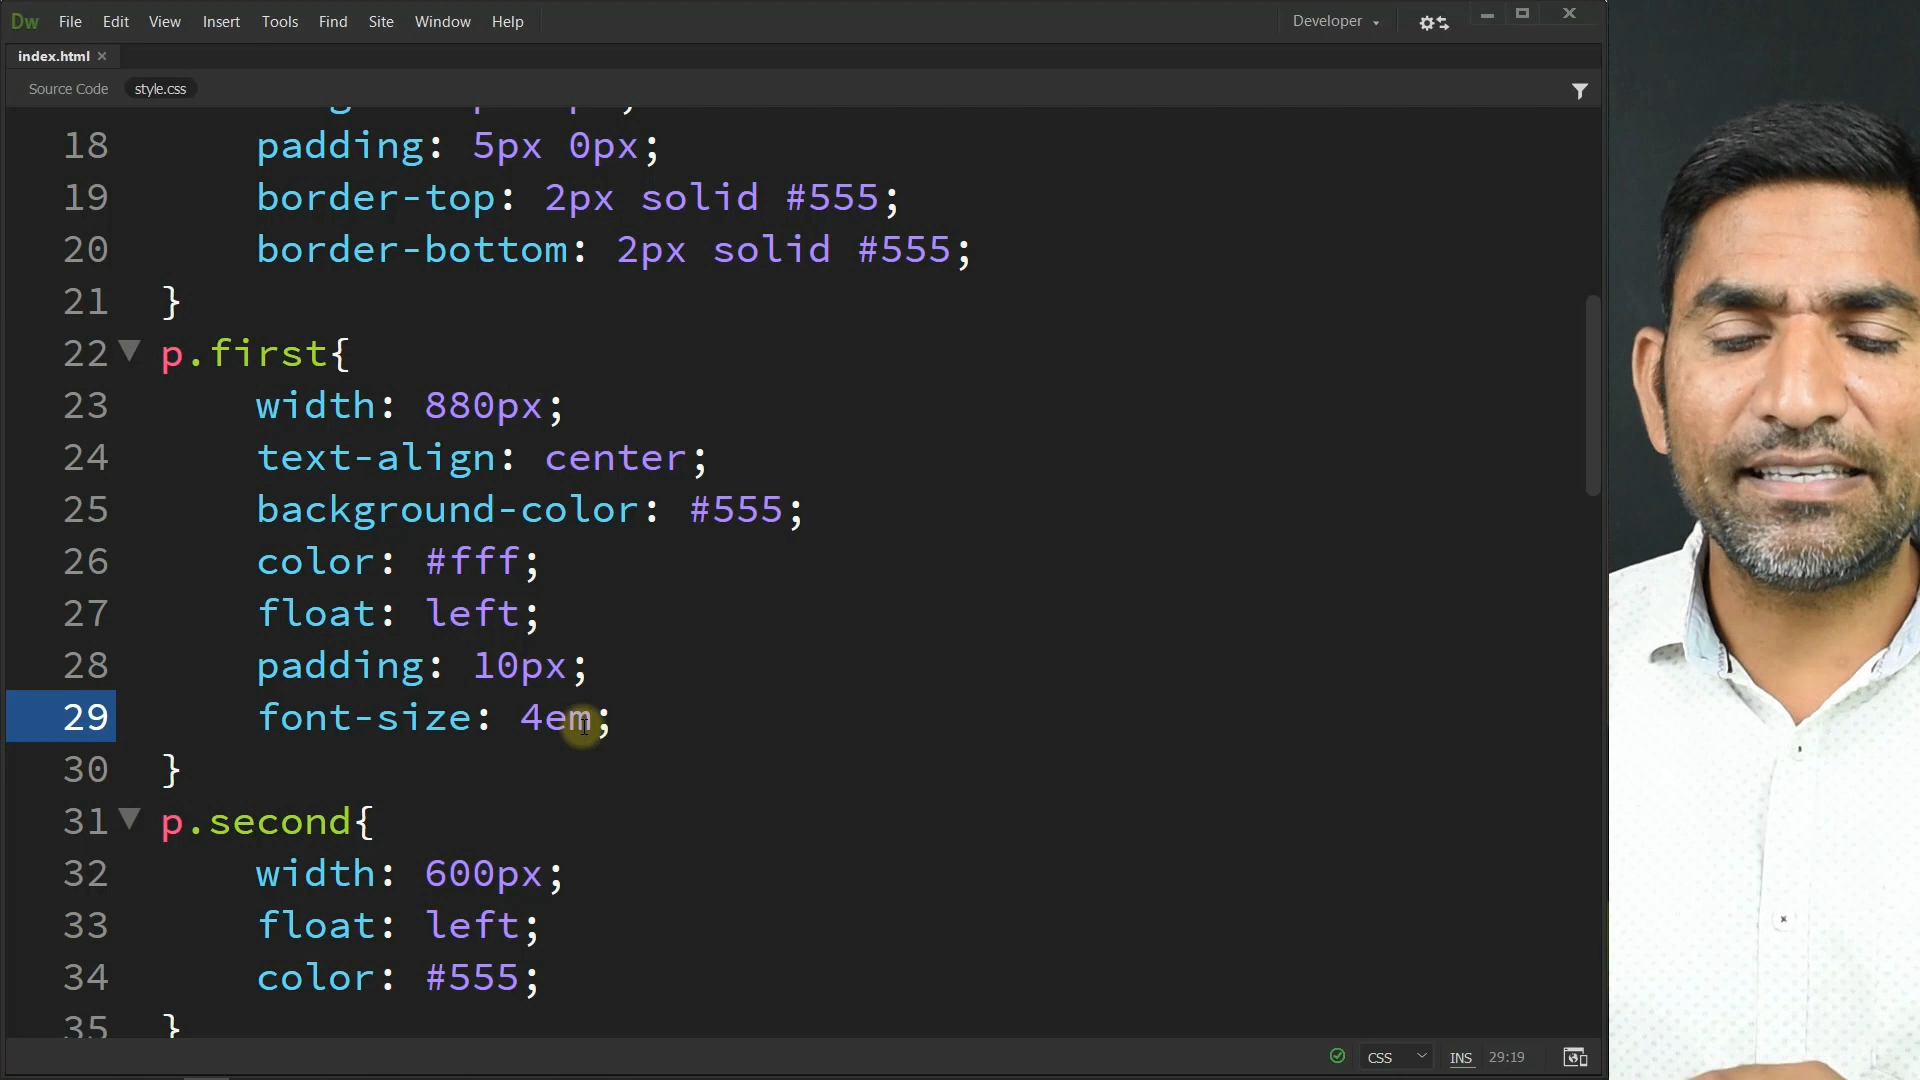 Dw File Edit View Insert Tools Find Site Window Help Developer
index.html
Source Code style.css
18 padding: 5px 0px;
19 border-top: 2px solid #555;
20 border-bottom: 2px solid #555;
21 }
22 p.first{
23 width: 880px;
24 text-align: center;
25 background-color: #555;
26 color: #fff;
27 float: left;
28 padding: 10px;
29 font-size: 4em;
30 }
31 p.second{
32 width: 600px;
33 float: left;
34 color: #555;
35 }
CSS INS 29:19